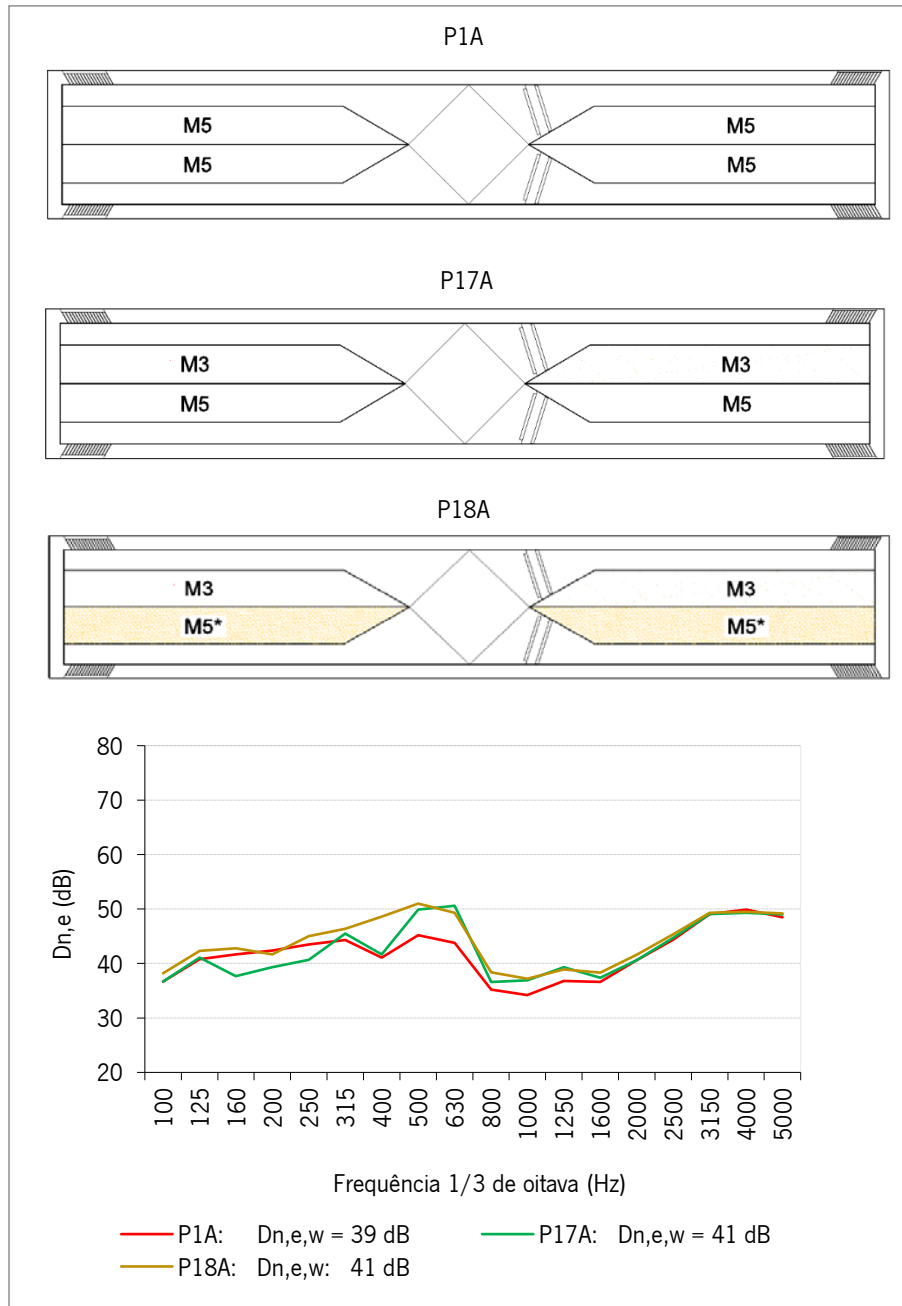 P1A
M5 M5
M5 M5
P17A
M3 M3
M5 M5
P18A
M3 M3
M5* M5*
80
70
60
50
40
30
20
Dn,e (dB)
100 125 160 200 250 315 400 500 630 800 1000 1250 1600 2000 2500 3150 4000 5000
Frequência 1/3 de oitava (Hz)
P1A: Dn,e,w = 39 dB P17A: Dn,e,w = 41 dB
P18A: Dn,e,w: 41 dB